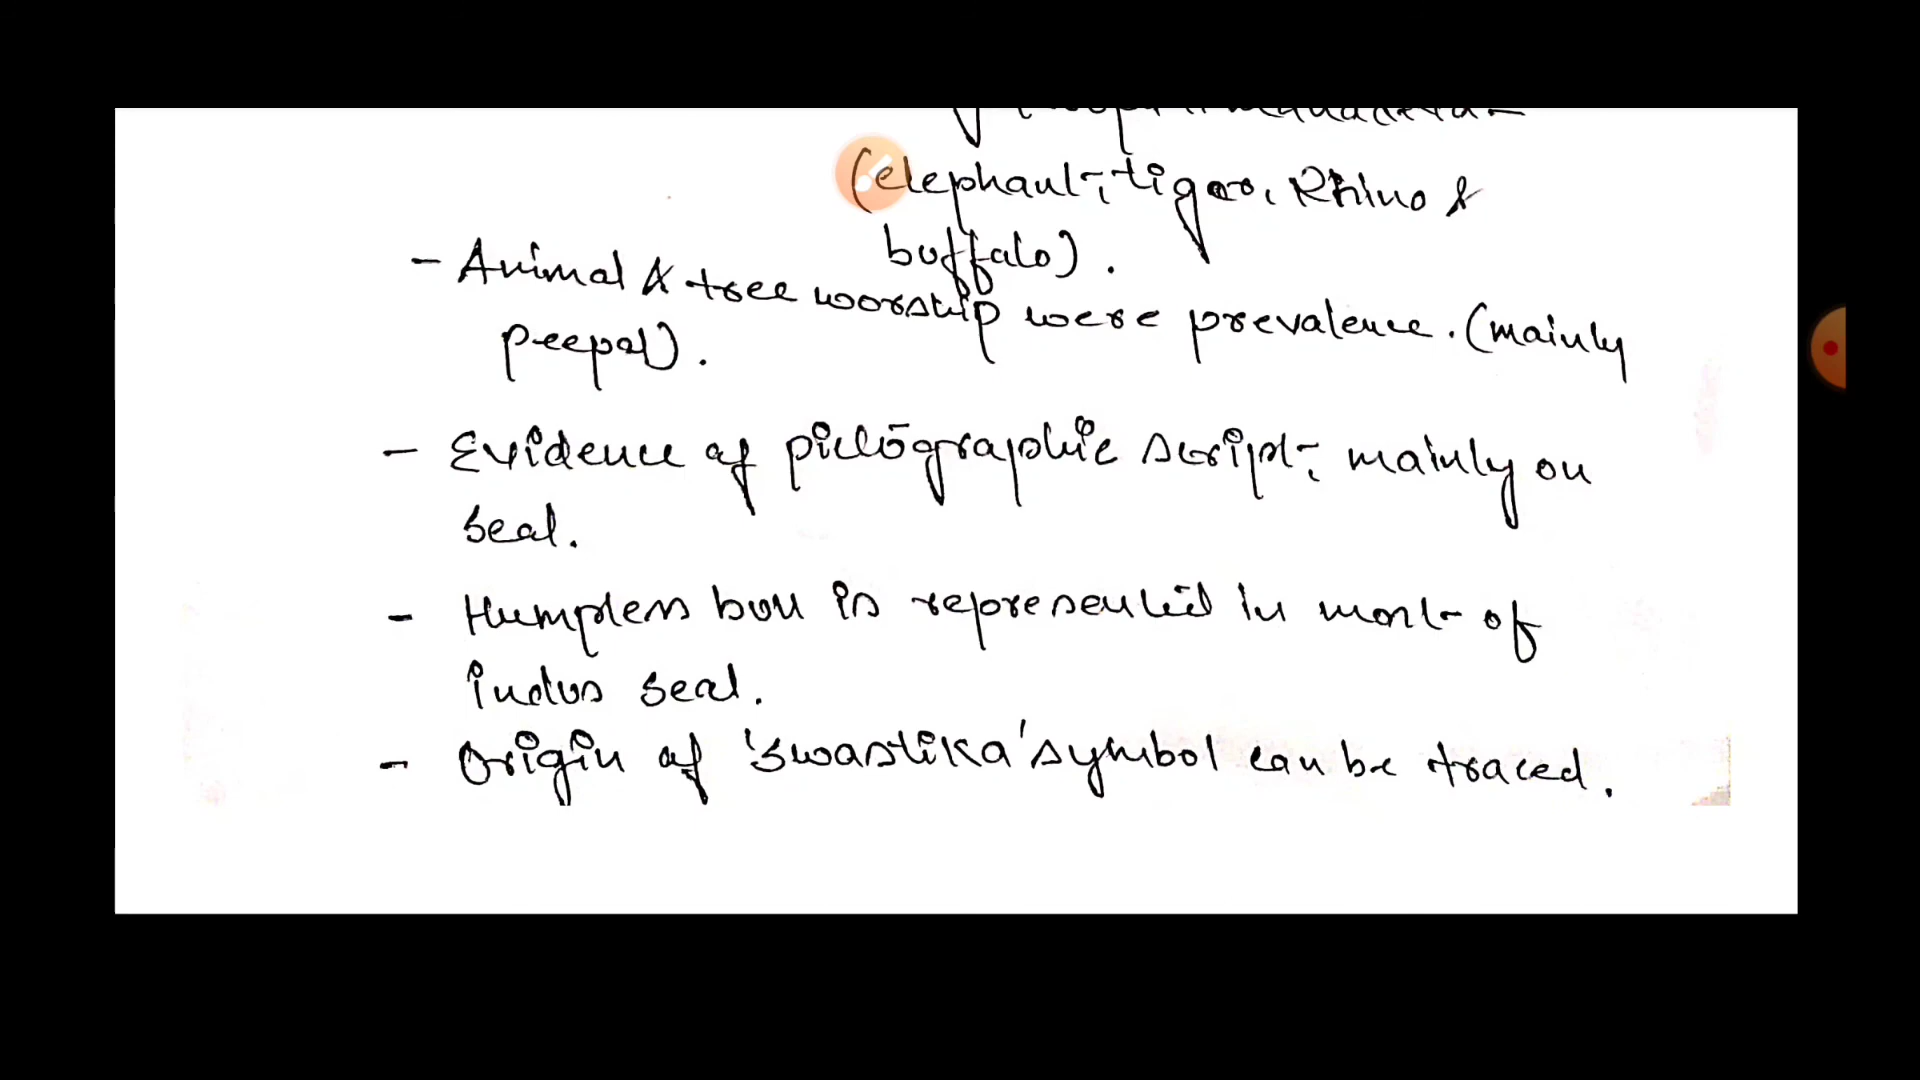 (elephant, tiger, Rhino &
buffalo).
- Animal & tree worship were prevalence. (mainly
peepal).
- Evidence of pictographic script, mainly on
seal.
- Humpless bull is represented in most of
indus seal.
- Origin of 'swastika' symbol can be traced.